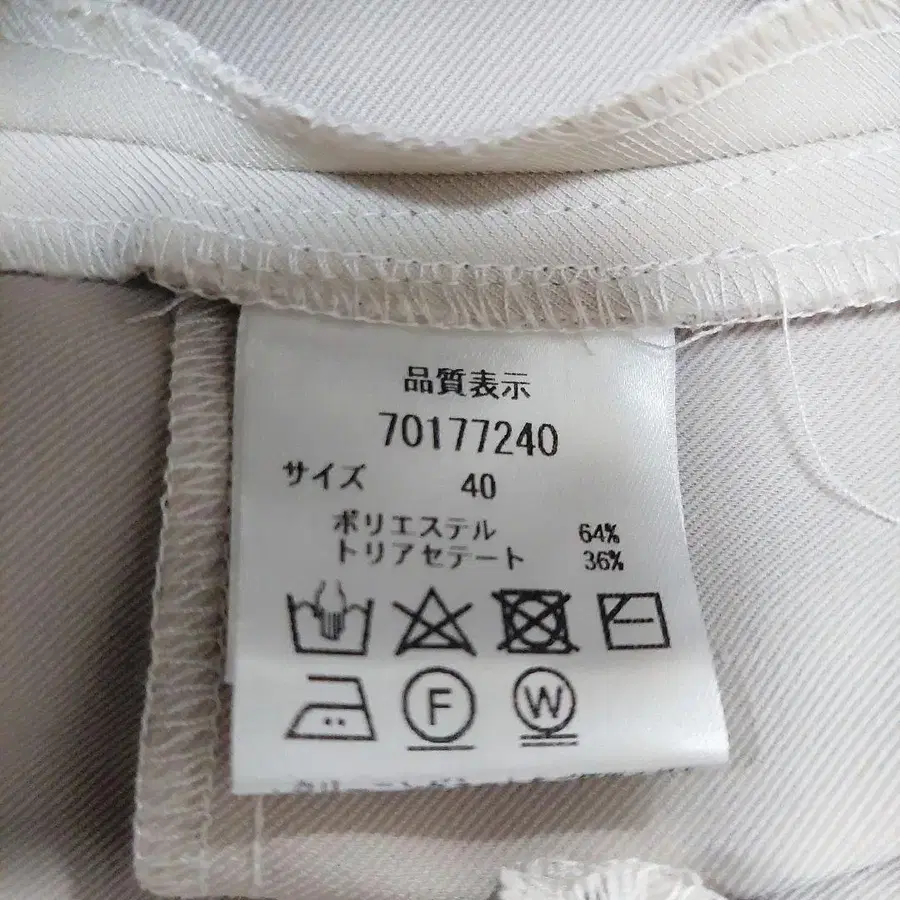 品質表示
70177240
サイズ 40
ポリエステル 64%
トリアセテート 36%
F W